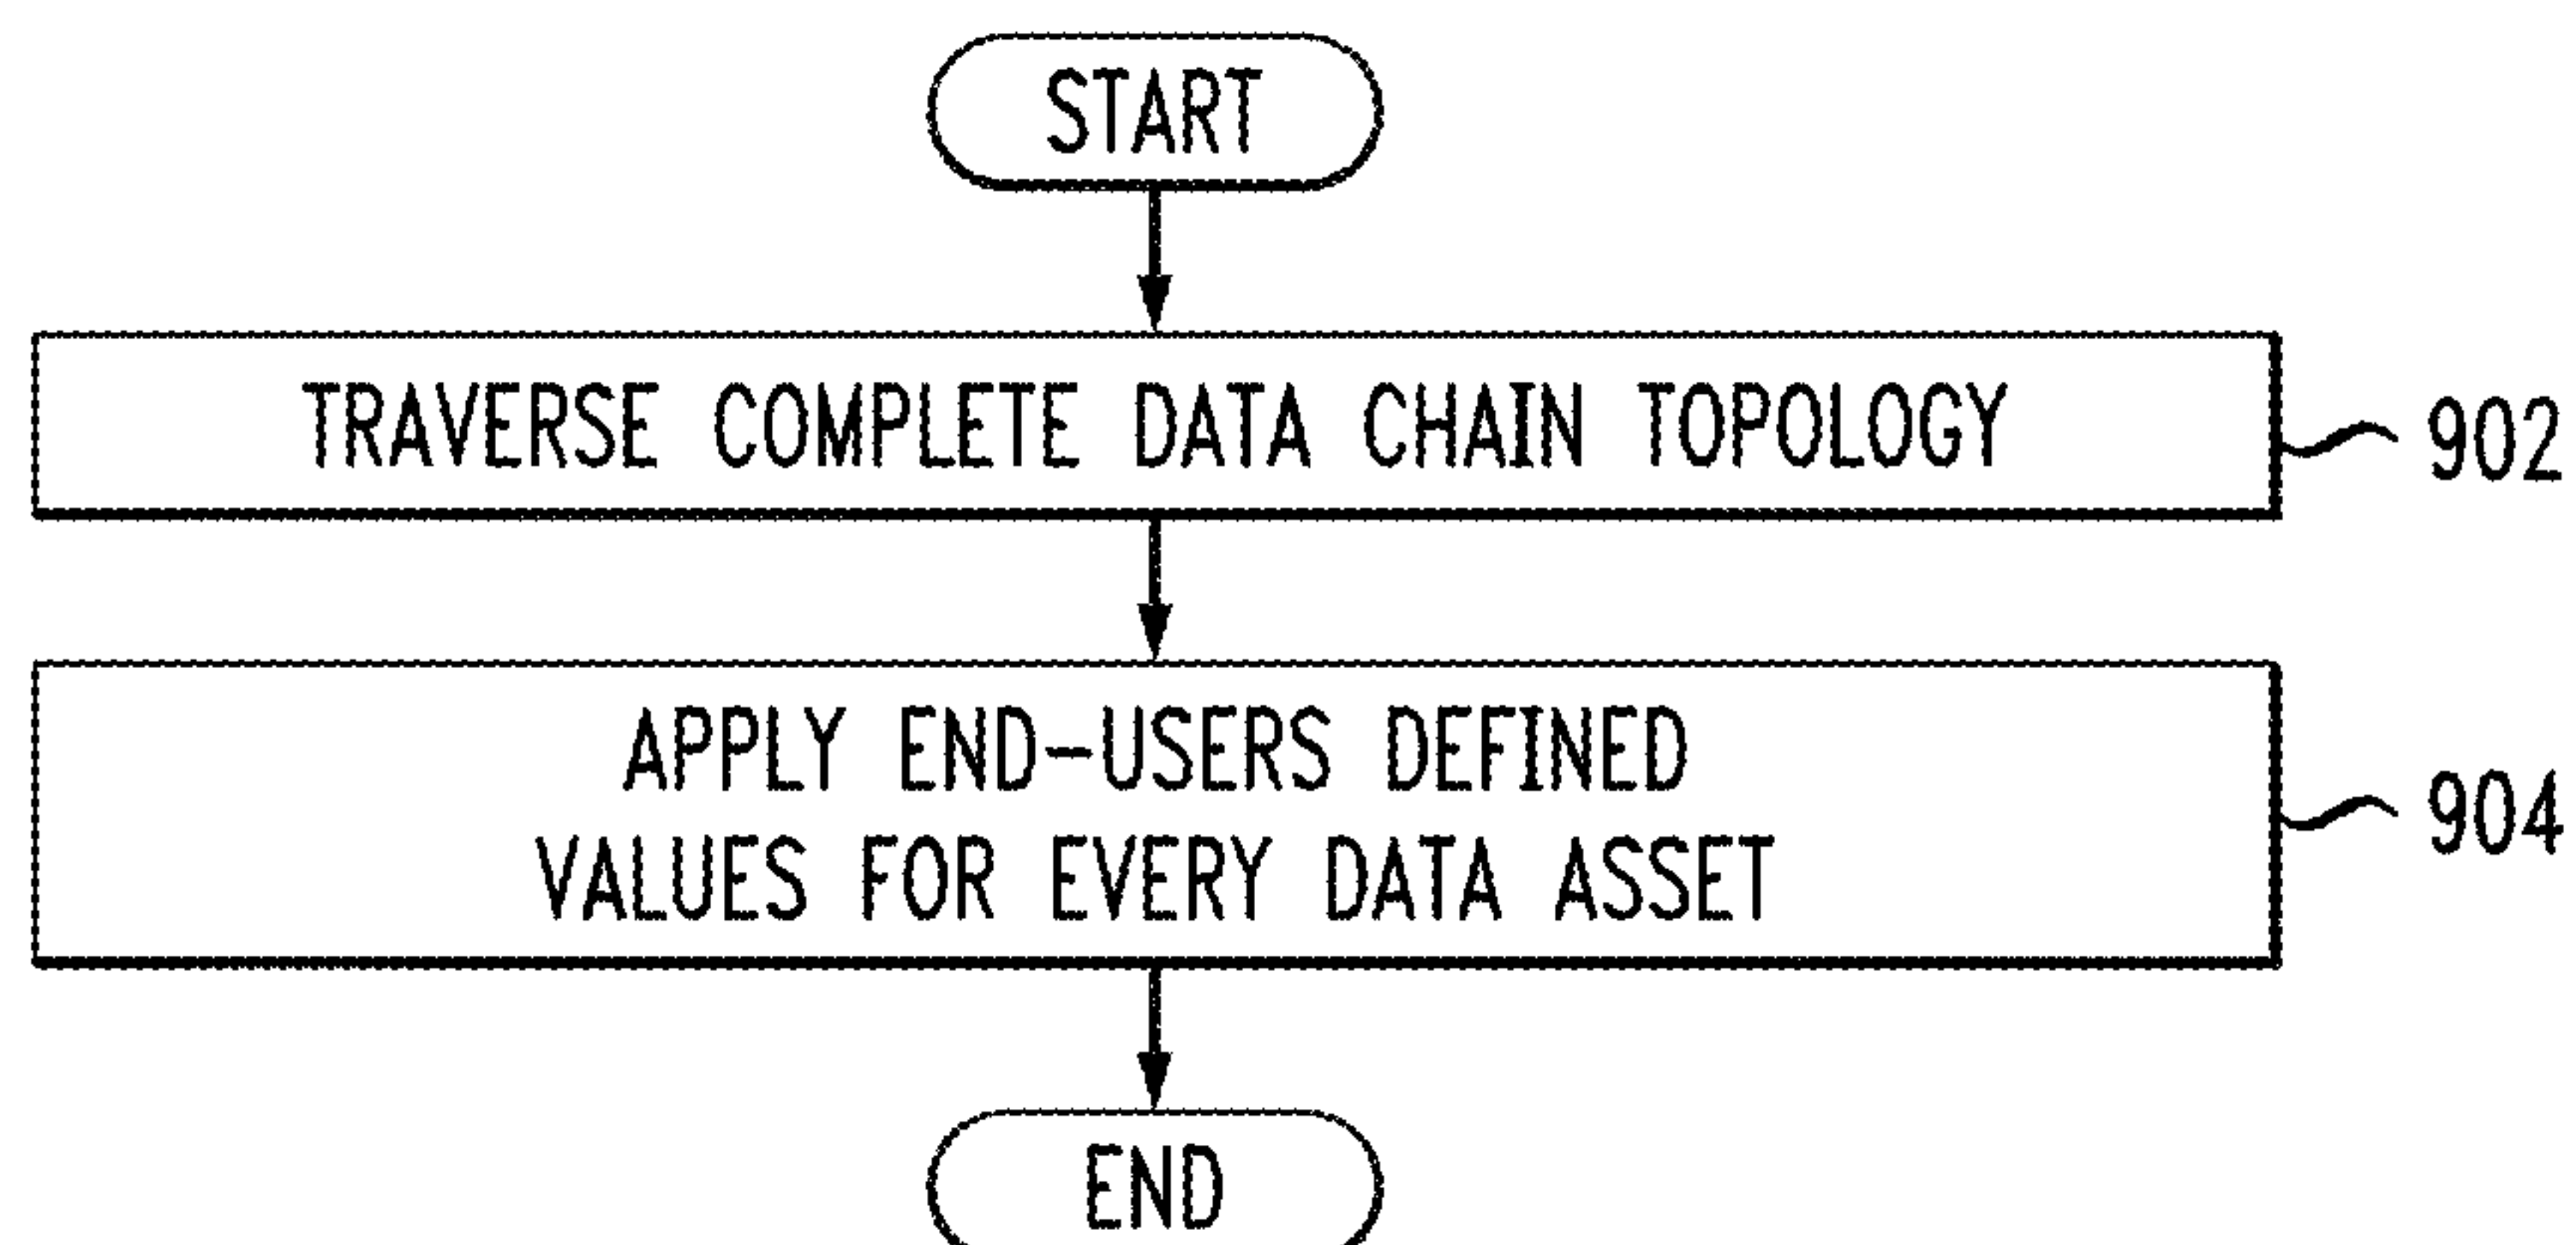 START
TRAVERSE COMPLETE DATA CHAIN TOPOLOGY
902
APPLY END-USERS DEFINED
VALUES FOR EVERY DATA ASSET
904
END